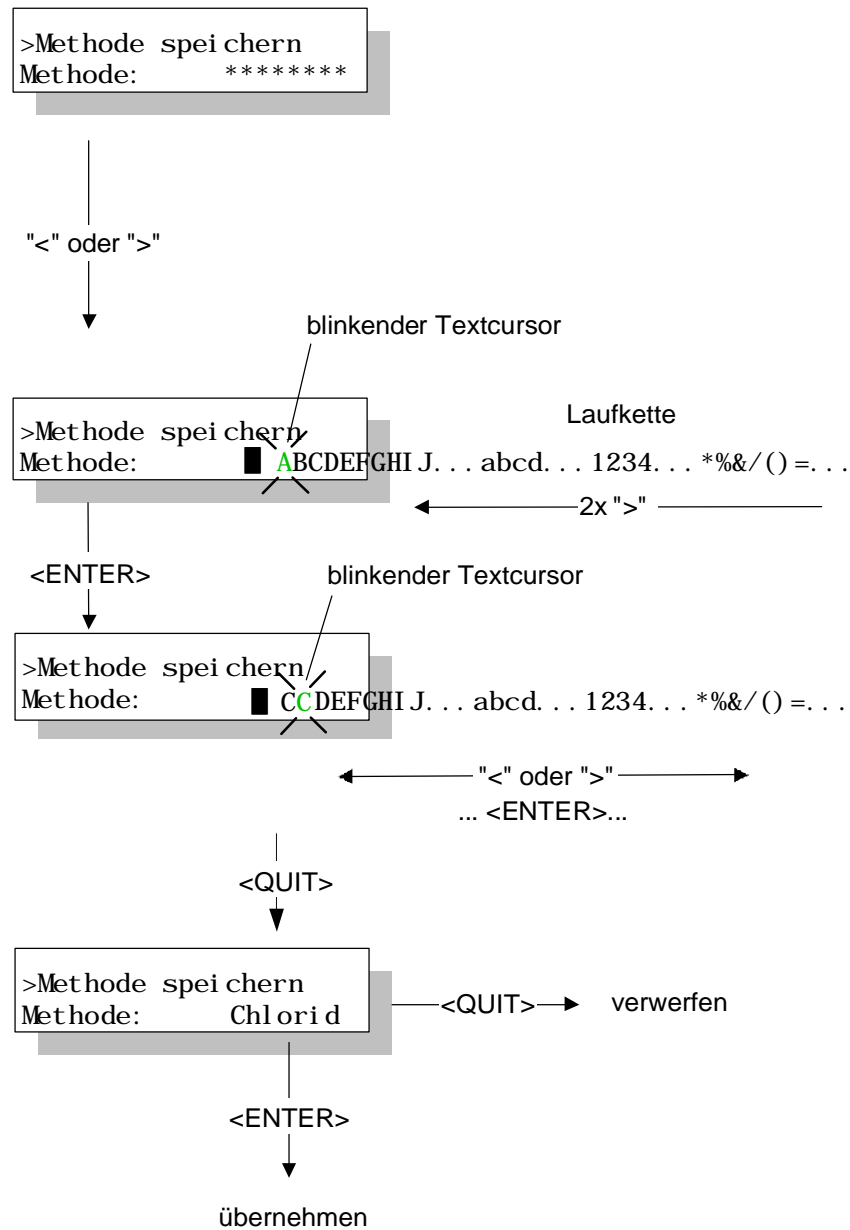 >Methode speichern
Methode: ********
"<" oder ">"
blinkender Textcursor
Laufkette
>Methode speichern
Methode: ABCDEFGHIJ...abcd...1234...*%&/()=...
2x ">"
<ENTER>
blinkender Textcursor
>Methode speichern
Methode: CCDEFGHIJ...abcd...1234...*%&/()=...
"<" oder ">"
... <ENTER>...
<QUIT>
>Methode speichern
Methode: Chlorid
<QUIT> verwerfen
<ENTER>
übernehmen